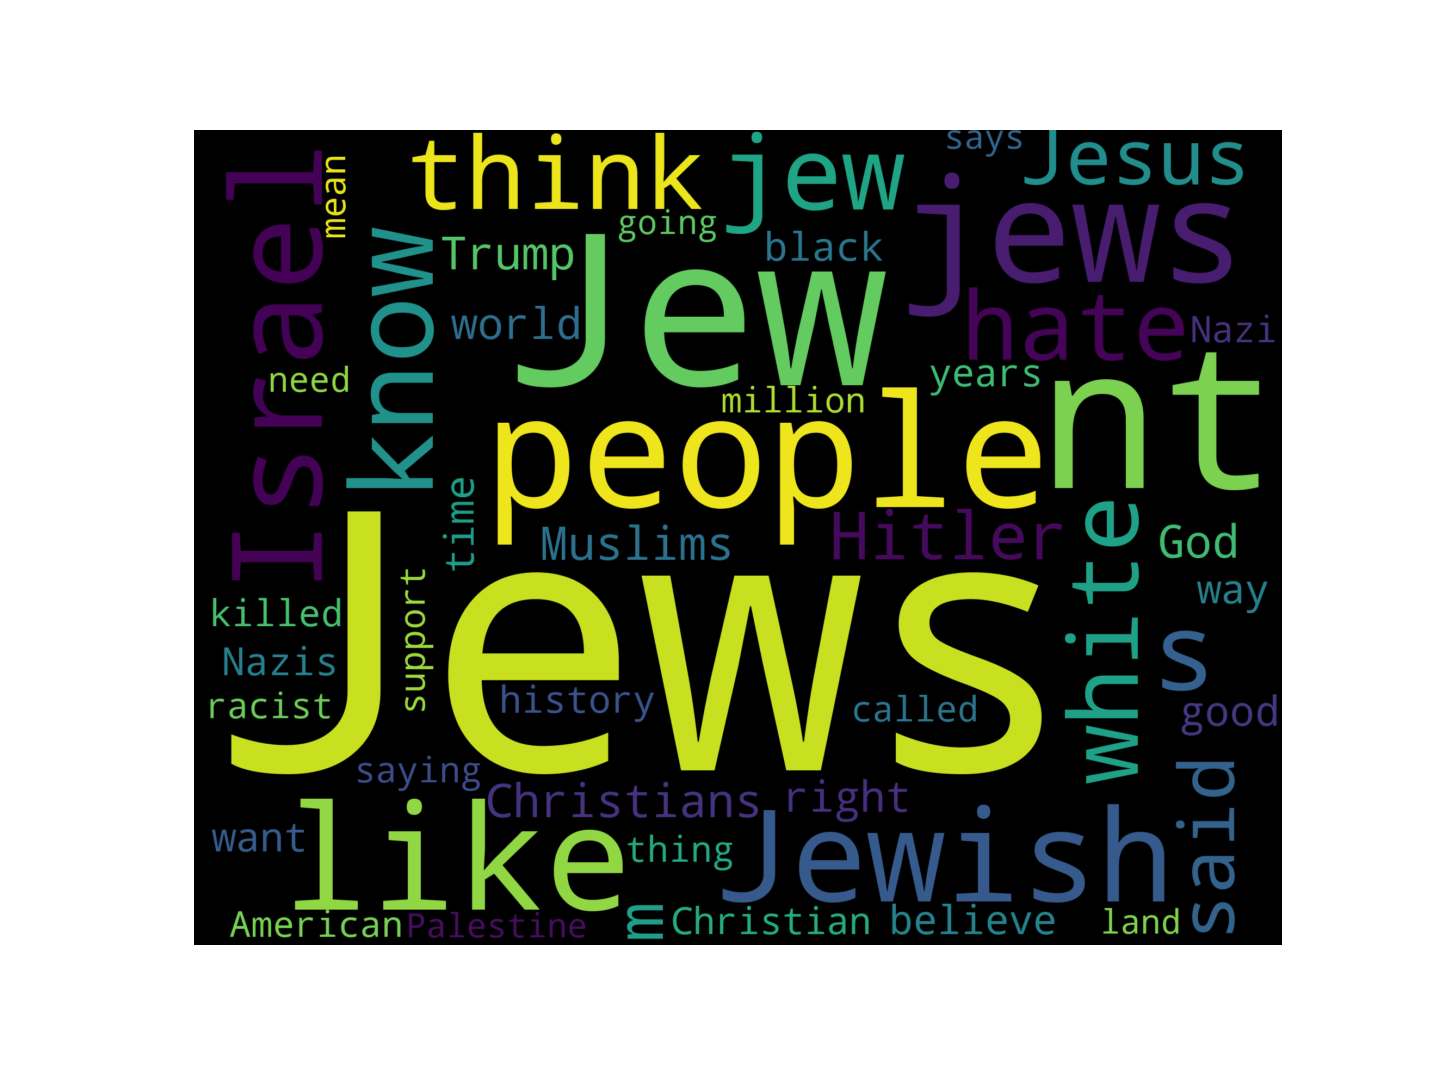 says
Jesus
think
jew
mean
Israel
going
jews
Trump
black
know
Jew
hate
world
Nazi
need
years
million
people
nt
time
Muslims
Hitler
white
God
way
killed
support
Jews
s
Nazis
racist
history
called
good
saying
Christians
right
said
want
like
thing
Jewish
American
Palestine
m
Christian
believe
land